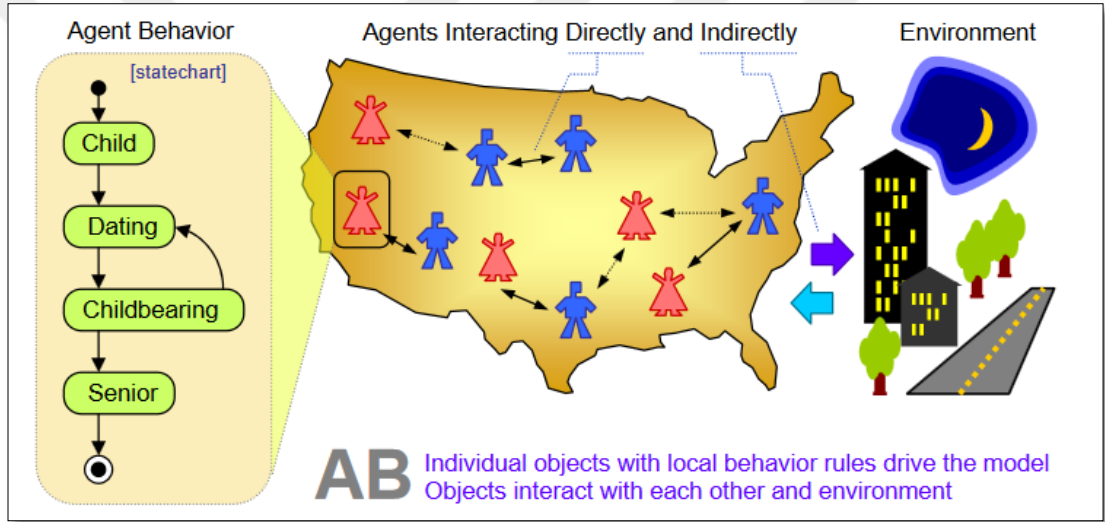 Agent Behavior
Agents Interacting Directly and Indirectly
Environment
[statechart]
Child
Dating
Childbearing
Senior
AB
Individual objects with local behavior rules drive the model
Objects interact with each other and environment